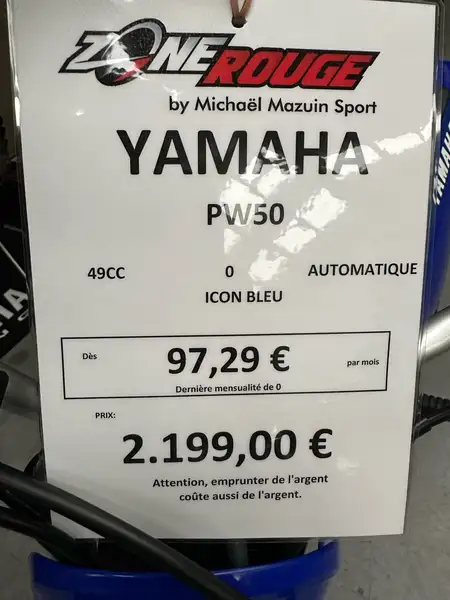 ZONE ROUGE
by Michaël Mazuin Sport
YAMAHA
PW50
49CC 0 AUTOMATIQUE
ICON BLEU
Dès 97,29 € par mois
Dernière mensualité de 0
PRIX:
2.199,00 €
Attention, emprunter de l'argent
coûte aussi de l'argent.
YAMAHA